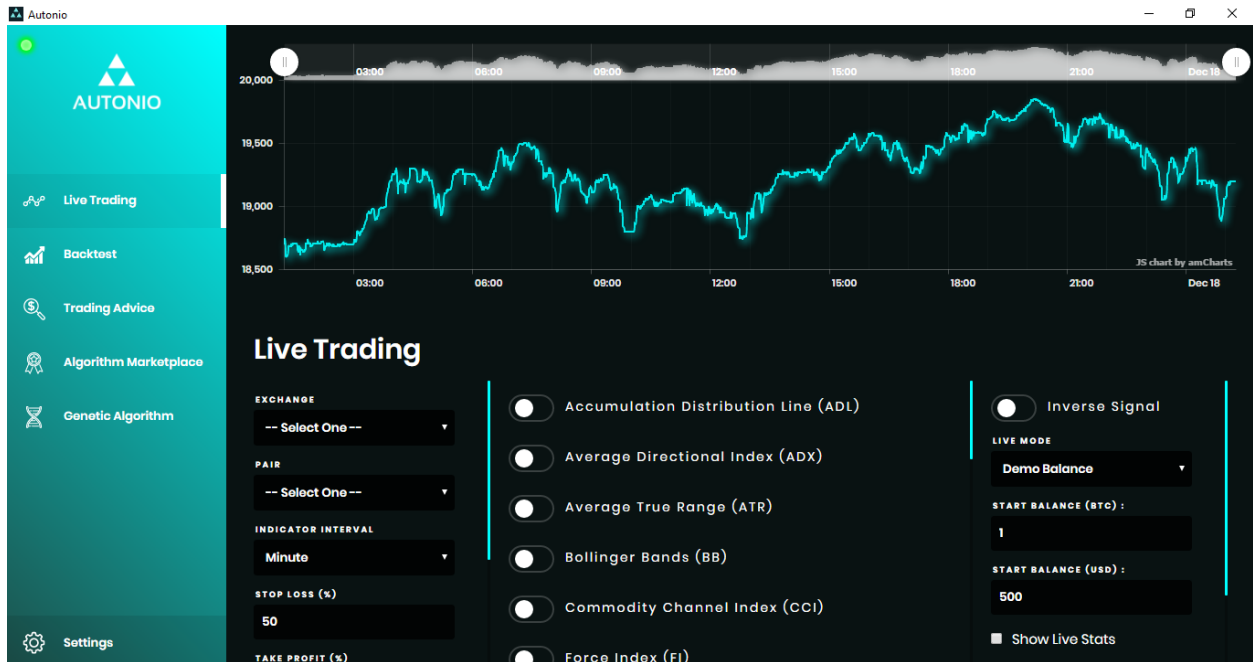 Autonio
AUTONIO
Live Trading
Backtest
Trading Advice
Algorithm Marketplace
Genetic Algorithm
Settings
03:00 06:00 09:00 12:00 15:00 18:00 21:00 Dec 18
20,000
19,500
19,000
18,500
JS chart by amCharts
03:00 06:00 09:00 12:00 15:00 18:00 21:00 Dec 18
Live Trading
EXCHANGE
-- Select One --
PAIR
-- Select One --
INDICATOR INTERVAL
Minute
STOP LOSS (%)
50
TAKE PROFIT (%)
Accumulation Distribution Line (ADL)
Average Directional Index (ADX)
Average True Range (ATR)
Bollinger Bands (BB)
Commodity Channel Index (CCI)
Force Index (FI)
Inverse Signal
LIVE MODE
Demo Balance
START BALANCE (BTC) :
1
START BALANCE (USD) :
500
Show Live Stats